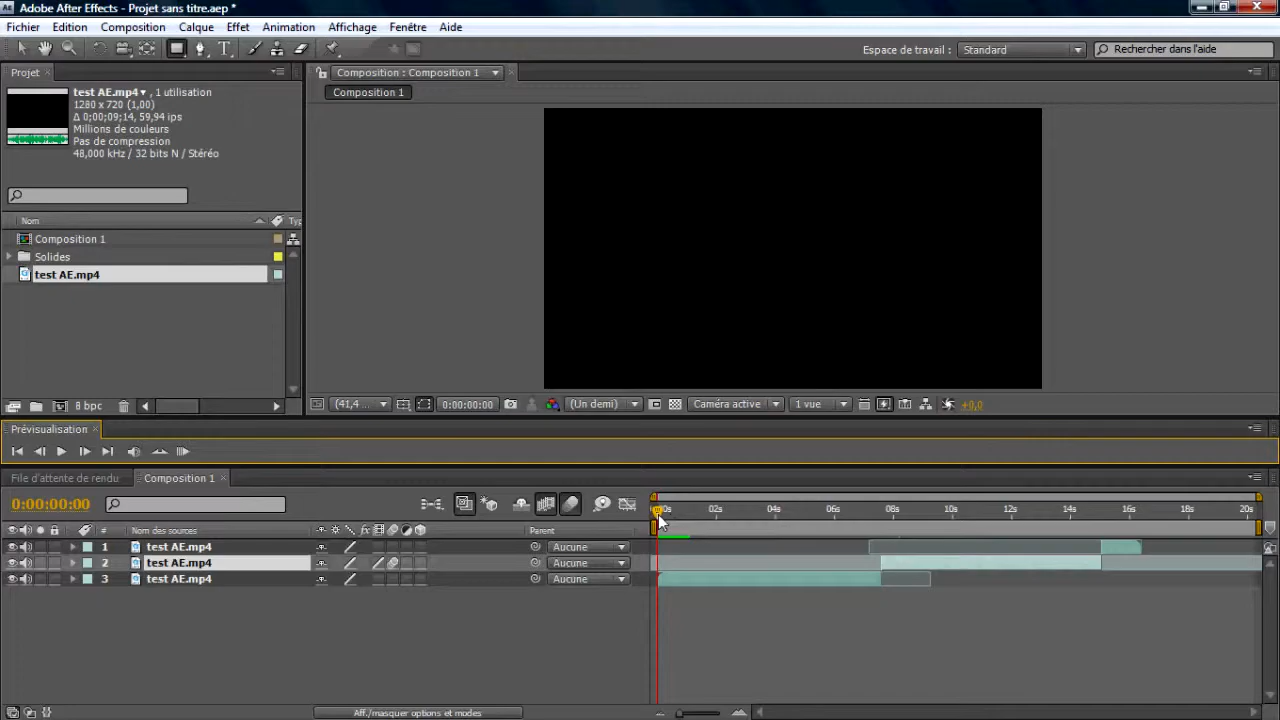 Adobe After Effects - Projet sans titre.aep *
Fichier Edition Composition Calque Effet Animation Affichage Fenêtre Aide
Espace de travail : Standard Rechercher dans l'aide
Projet
Composition : Composition 1
test AE.mp4 , 1 utilisation
1280 x 720 (1,00)
Δ 0;00;09;14, 59,94 ips
Millions de couleurs
Pas de compression
48,000 kHz / 32 bits N / Stéréo
Composition 1
Nom Typ
Composition 1
Solides
test AE.mp4
8 bpc
(41,4 ... 0:00:00:00 (Un demi) Caméra active 1 vue +0,0
Prévisualisation
File d'attente de rendu Composition 1
0:00:00:00
0s 02s 04s 06s 08s 10s 12s 14s 16s 18s 20s
# Nom des sources fx Parent
1 test AE.mp4 Aucune
2 test AE.mp4 Aucune
3 test AE.mp4 Aucune
Aff./masquer options et modes